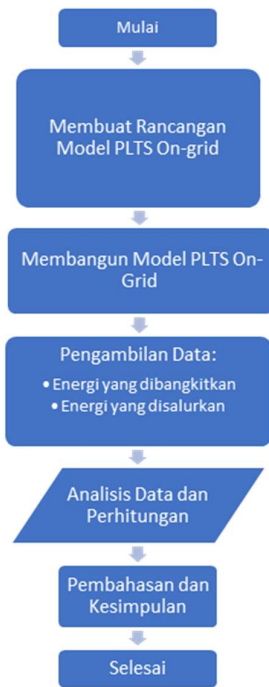 Mulai
Membuat Rancangan
Model PLTS On-grid
Membangun Model PLTS On-
Grid
Pengambilan Data:
• Energi yang dibangkitkan
• Energi yang disalurkan
Analisis Data dan
Perhitungan
Pembahasan dan
Kesimpulan
Selesai